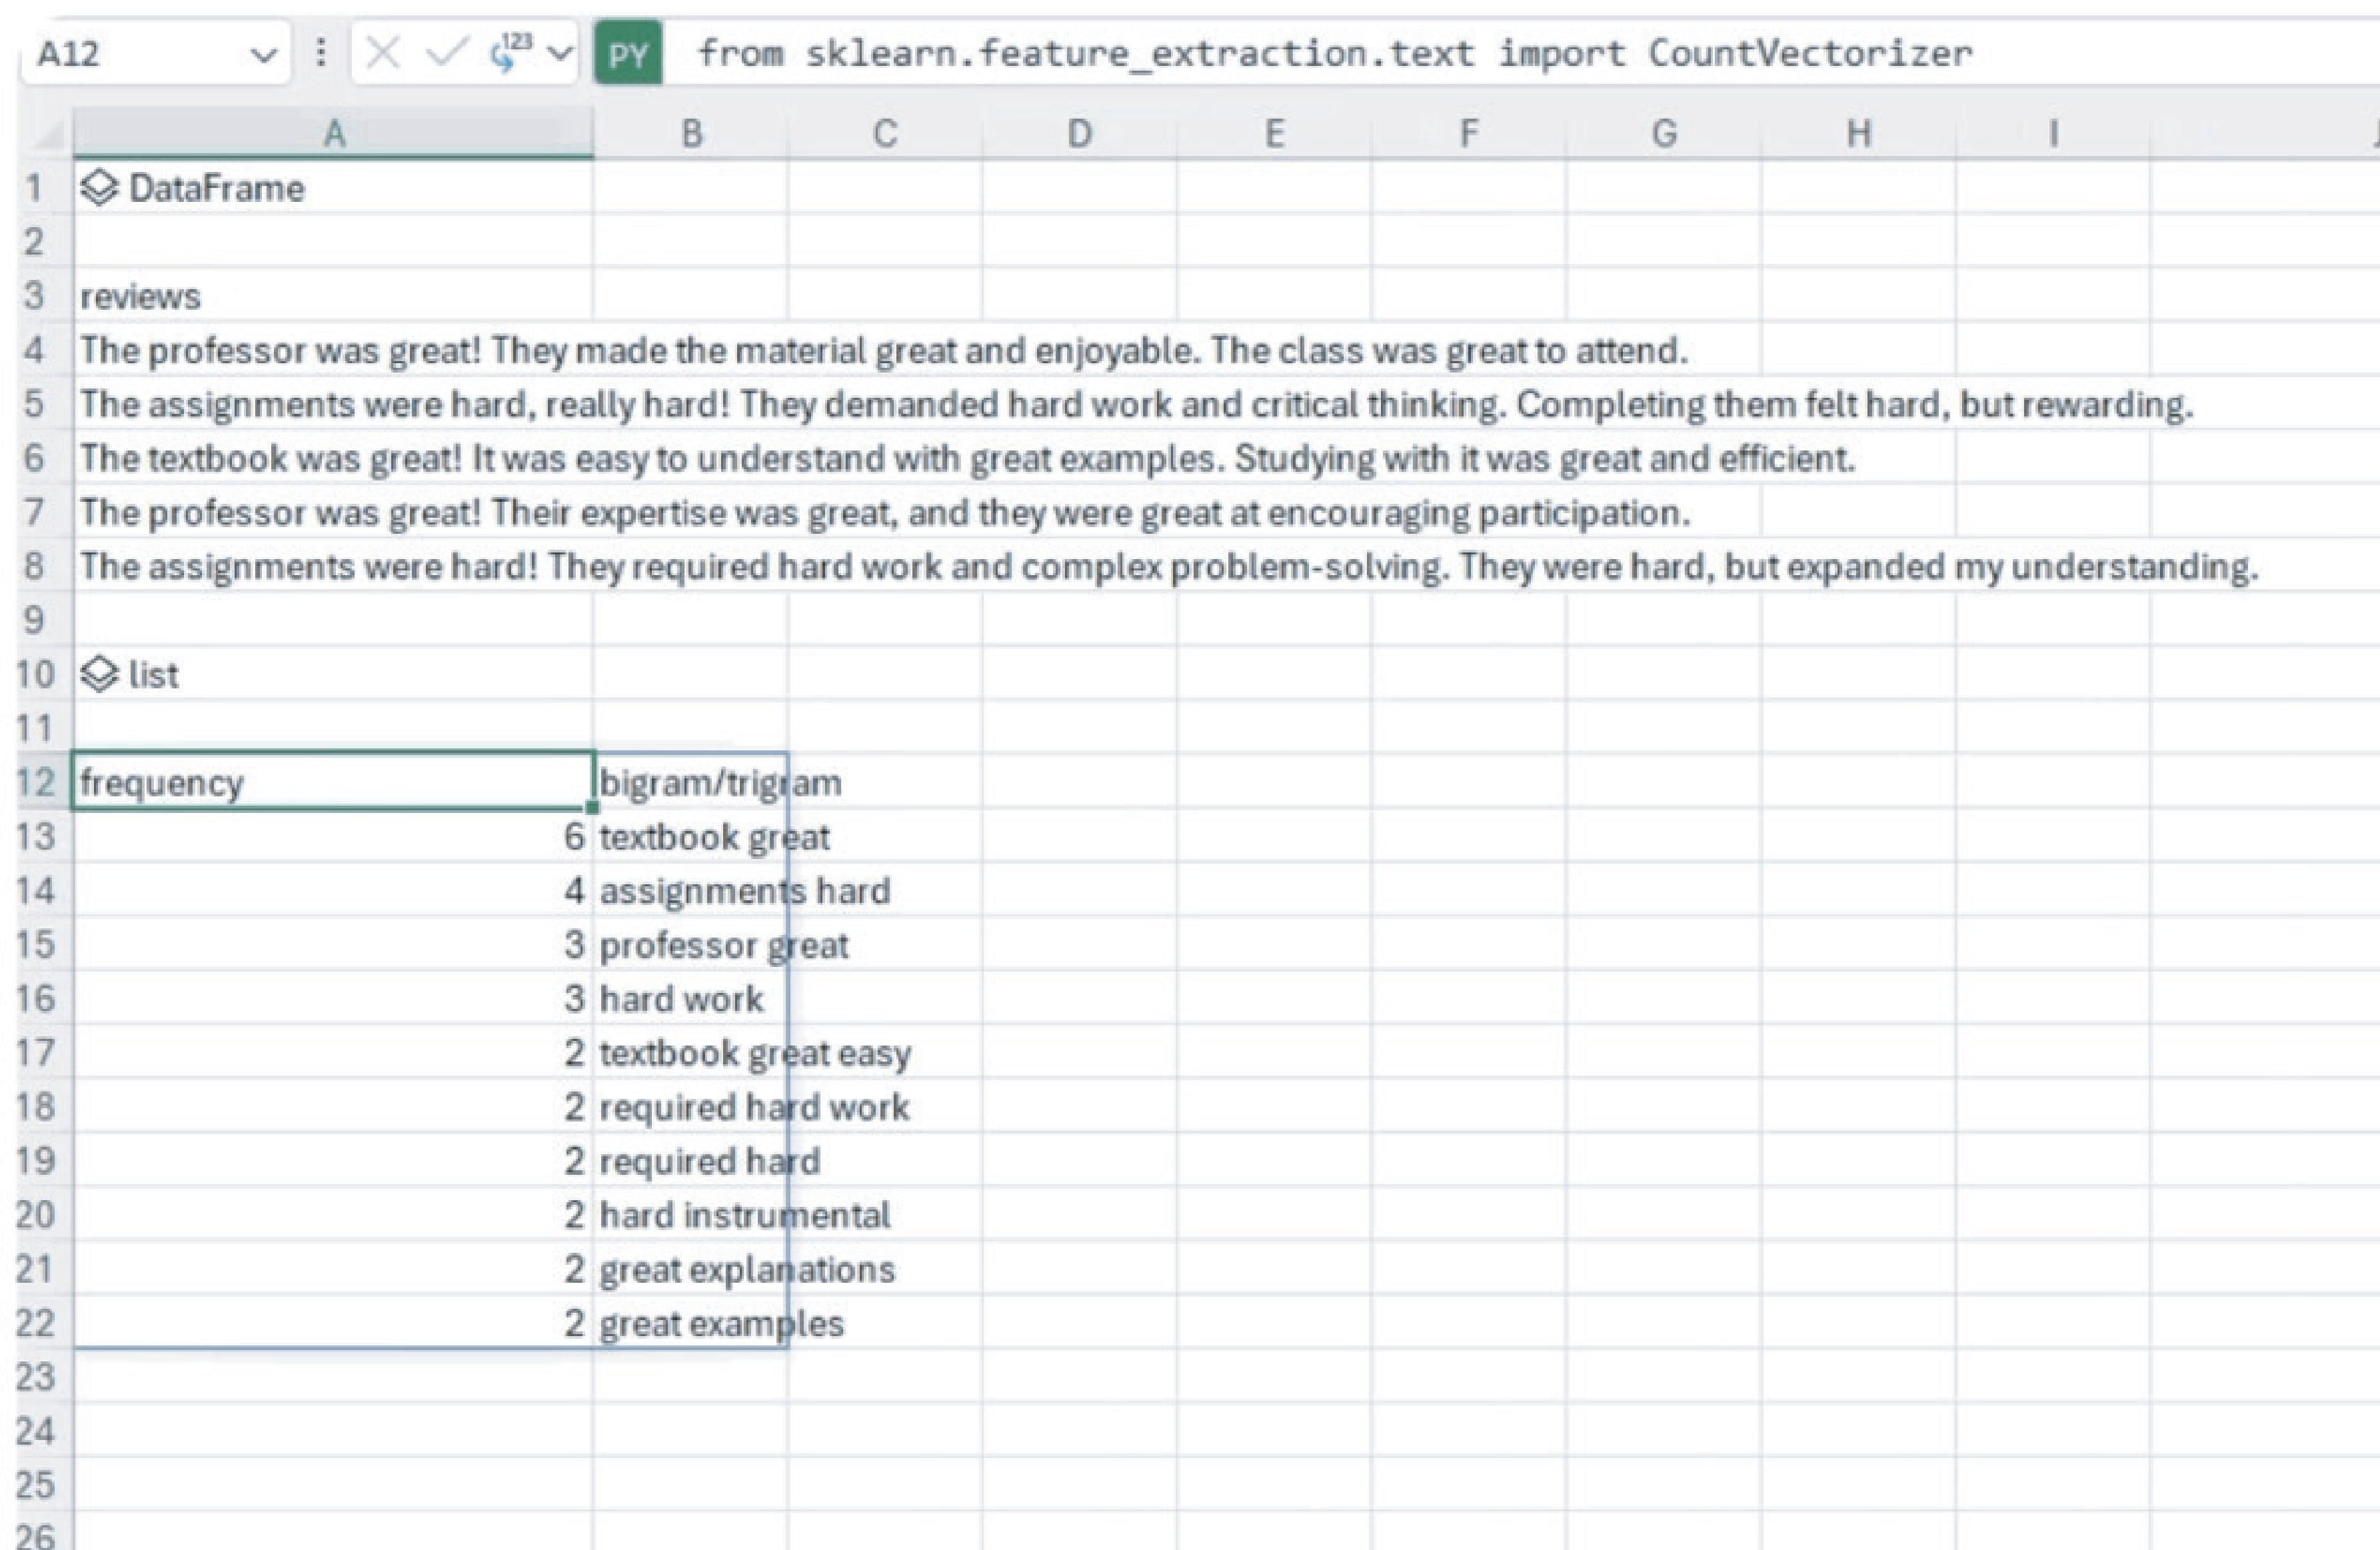 A12 123 PY from sklearn.feature_extraction.text import CountVectorizer
A B C D E F G H I J
1 DataFrame
2
3 reviews
4 The professor was great! They made the material great and enjoyable. The class was great to attend.
5 The assignments were hard, really hard! They demanded hard work and critical thinking. Completing them felt hard, but rewarding.
6 The textbook was great! It was easy to understand with great examples. Studying with it was great and efficient.
7 The professor was great! Their expertise was great, and they were great at encouraging participation.
8 The assignments were hard! They required hard work and complex problem-solving. They were hard, but expanded my understanding.
9
10 list
11
12 frequency bigram/trigram
13 6 textbook great
14 4 assignments hard
15 3 professor great
16 3 hard work
17 2 textbook great easy
18 2 required hard work
19 2 required hard
20 2 hard instrumental
21 2 great explanations
22 2 great examples
23
24
25
26